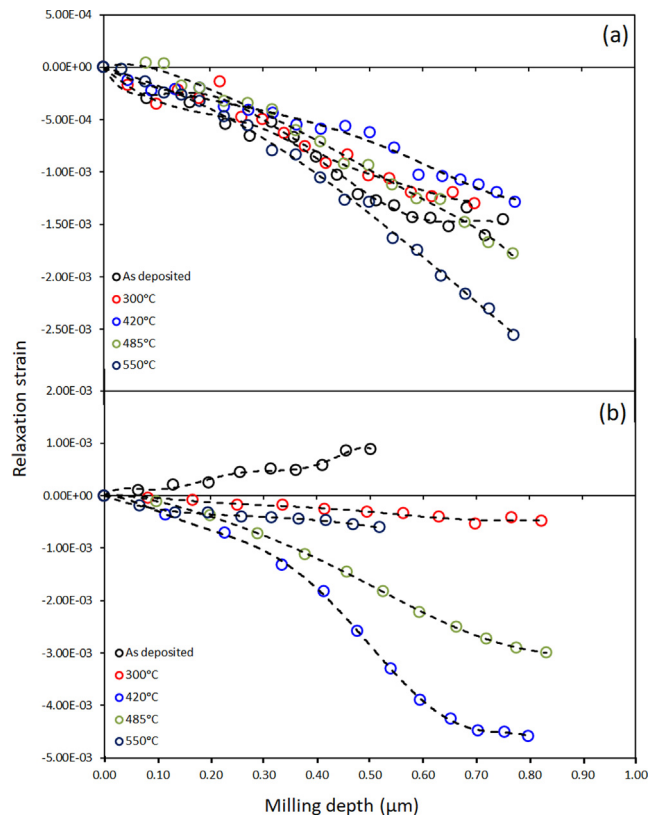 5.00E-04
(a)
0.00E+00
-5.00E-04
-1.00E-03
-1.50E-03
-2.00E-03
-2.50E-03
As deposited
300°C
420°C
485°C
550°C
Relaxation strain
2.00E-03
(b)
1.00E-03
0.00E+00
-1.00E-03
-2.00E-03
-3.00E-03
-4.00E-03
-5.00E-03
As deposited
300°C
420°C
485°C
550°C
0.00 0.10 0.20 0.30 0.40 0.50 0.60 0.70 0.80 0.90 1.00
Milling depth (µm)